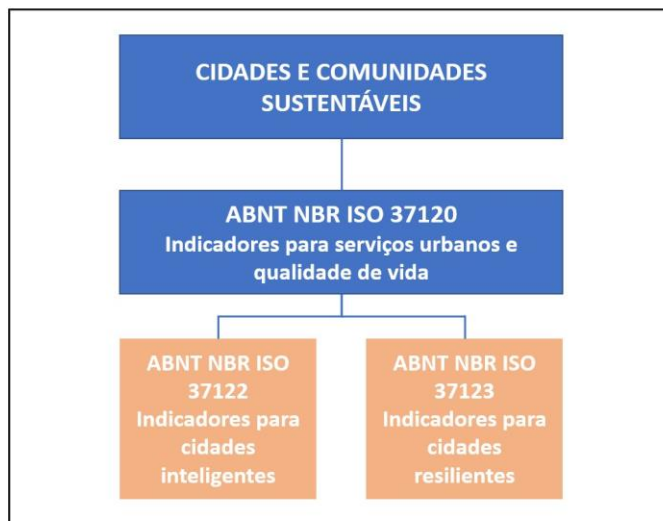 CIDADES E COMUNIDADES
SUSTENTÁVEIS
ABNT NBR ISO 37120
Indicadores para serviços urbanos e
qualidade de vida
ABNT NBR ISO
37122
Indicadores para
cidades
inteligentes
ABNT NBR ISO
37123
Indicadores para
cidades
resilientes